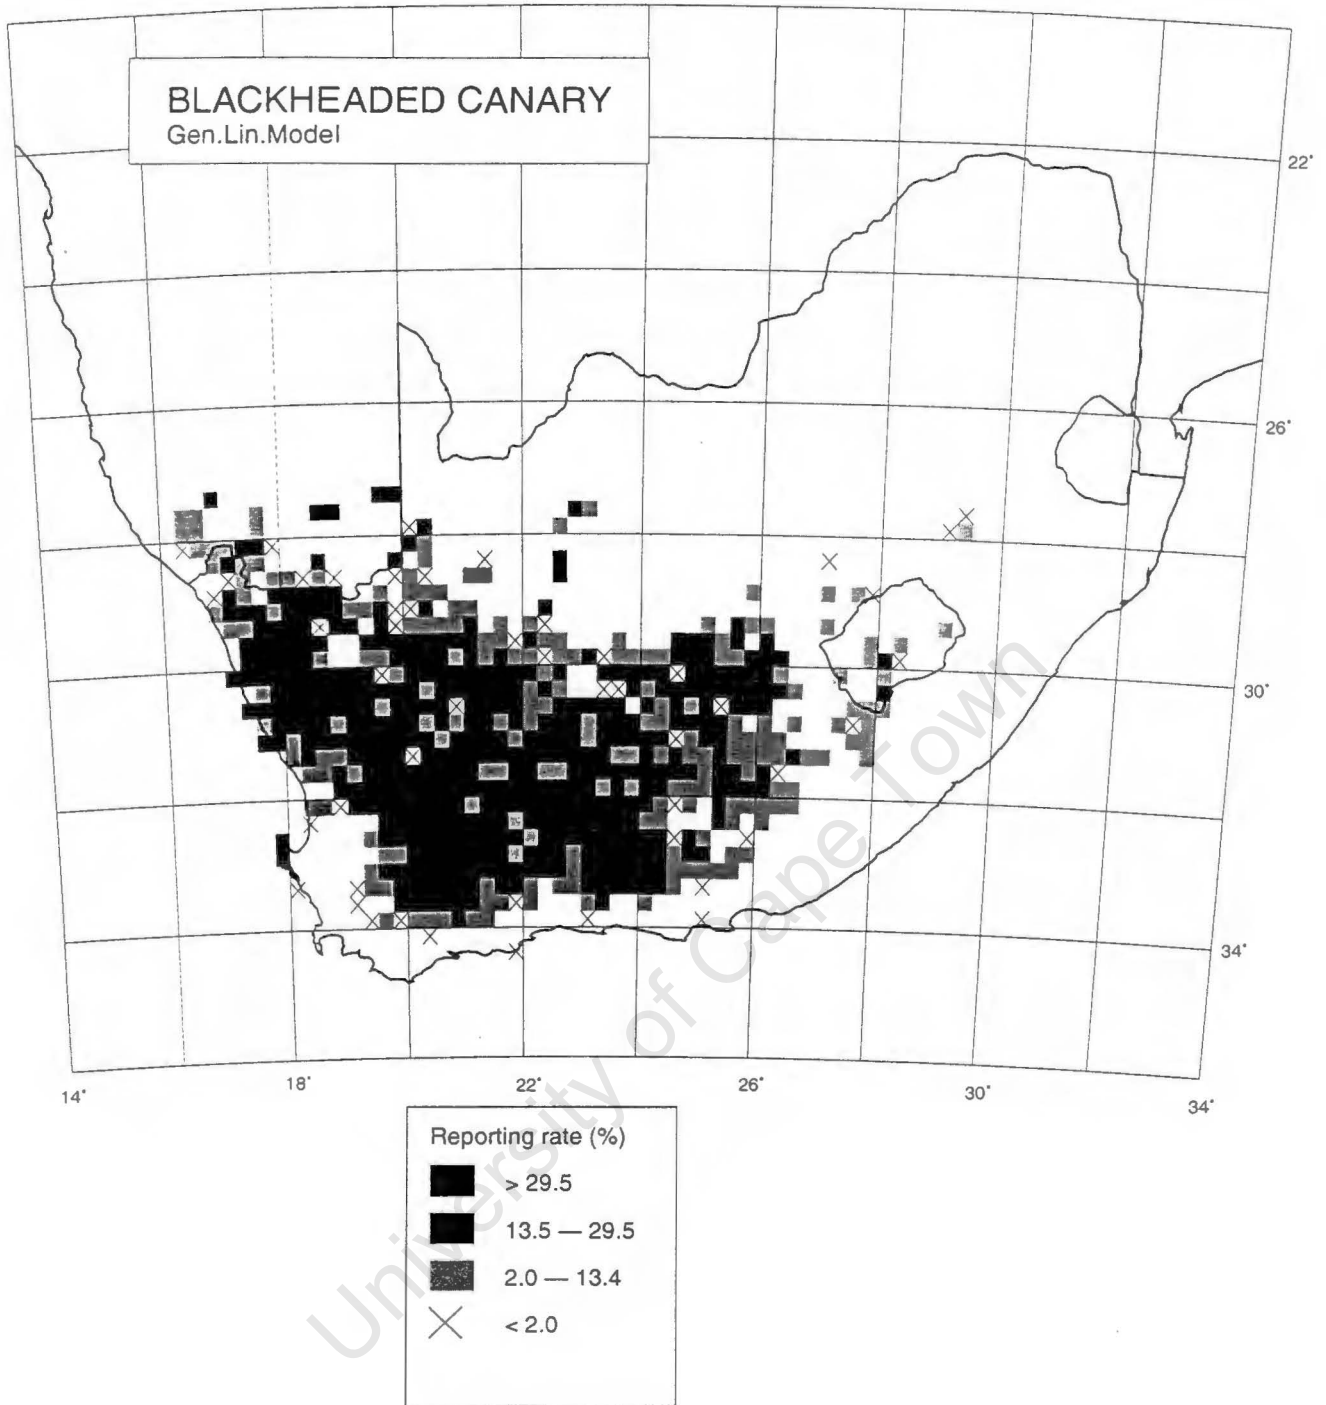 BLACKHEADED CANARY
Gen.Lin.Model
22°
26°
30°
34°
14°
18°
22°
26°
30°
34°
Reporting rate (%)
> 29.5
13.5 — 29.5
2.0 — 13.4
< 2.0
University of Cape Town